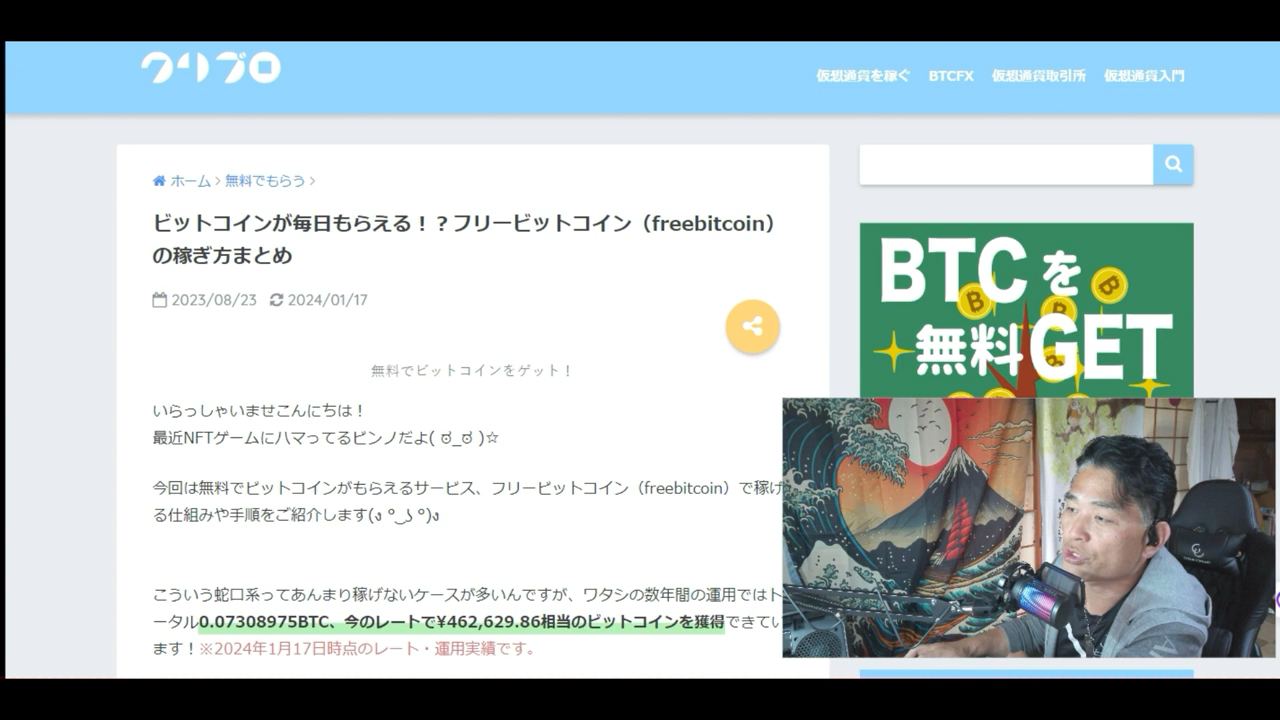 クリプロ
仮想通貨を稼ぐ BTCFX 仮想通貨取引所 仮想通貨入門
ホーム > 無料でもらう >
ビットコインが毎日もらえる！？フリービットコイン（freebitcoin）
の稼ぎ方まとめ
2023/08/23 2024/01/17
無料でビットコインをゲット！
いらっしゃいませこんにちは！
最近NFTゲームにハマってるビンノだよ( ಠ_ಠ )☆
今回は無料でビットコインがもらえるサービス、フリービットコイン（freebitcoin）で稼げ
る仕組みや手順をご紹介します(ง ° ͜ ʖ °)ง
こういう蛇口系ってあんまり稼げないケースが多いんですが、ワタシの数年間の運用ではト
ータル0.07308975BTC、今のレートで¥462,629.86相当のビットコインを獲得できてい
ます！※2024年1月17日時点のレート・運用実績です。
BTCを
無料GET